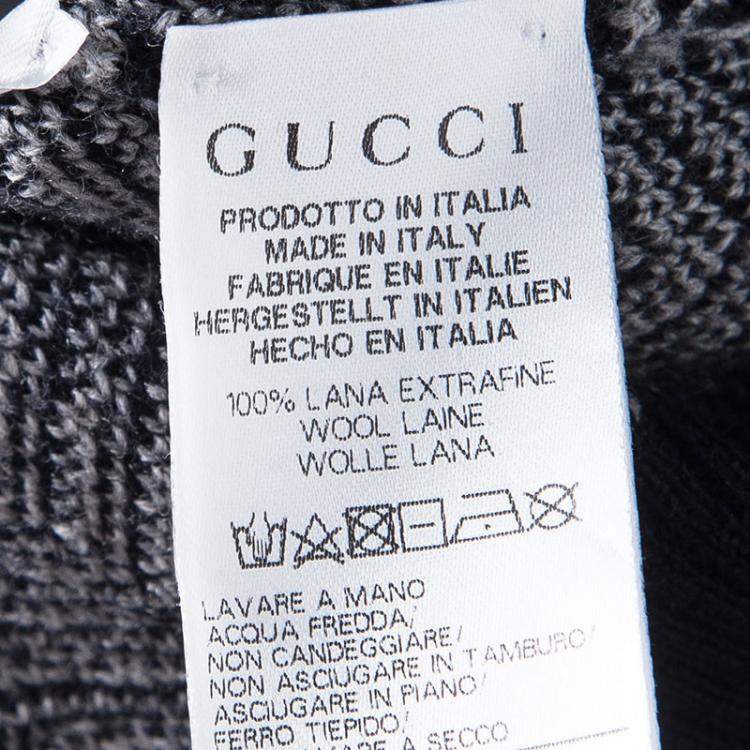 GUCCI
PRODOTTO IN ITALIA
MADE IN ITALY
FABRIQUE EN ITALIE
HERGESTELLT IN ITALIEN
HECHO EN ITALIA
100% LANA EXTRAFINE
WOOL LAINE
WOLLE LANA
LAVARE A MANO
ACQUA FREDDA/
NON CANDEGGIARE/
NON ASCIUGARE IN TAMBURO/
ASCIUGARE IN PIANO/
FERRO TIEPIDO/
A SECCO